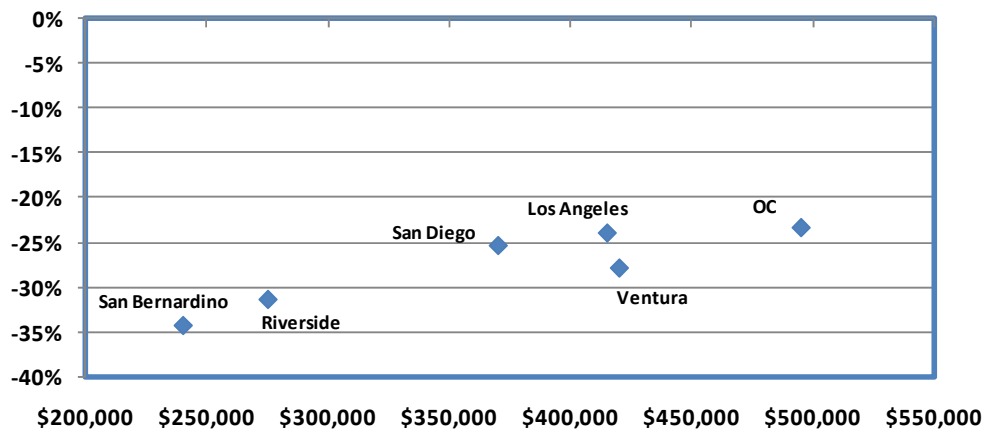 0%
-5%
-10%
-15%
-20%
OC
Los Angeles
San Diego
-25%
-30%
Ventura
San Bernardino
Riverside
-35%
-40%
$200,000 $250,000 $300,000 $350,000 $400,000 $450,000 $500,000 $550,000